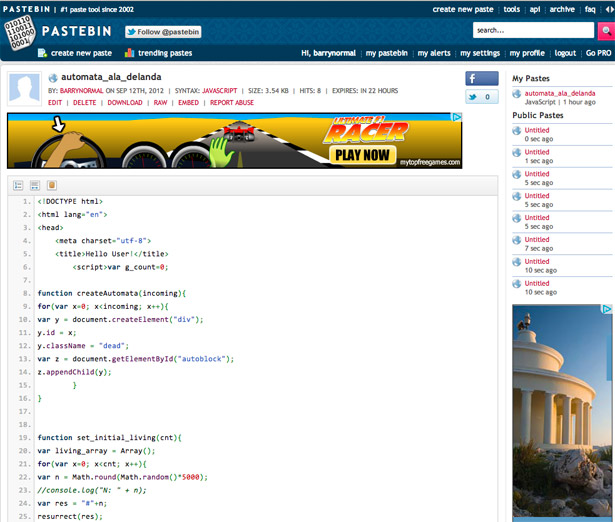 PASTEBIN | #1 paste tool since 2002
create new paste | tools | api | archive | faq |
PASTEBIN
Follow @pastebin
search...
create new paste trending pastes
Hi, barrynormal | my pastebin | my alerts | my settings | my profile | logout | Go PRO
automata_ala_delanda
BY: BARRYNORMAL ON SEP 12TH, 2012 | SYNTAX: JAVASCRIPT | SIZE: 3.54 KB | HITS: 8 | EXPIRES: IN 22 HOURS
EDIT | DELETE | DOWNLOAD | RAW | EMBED | REPORT ABUSE
0
ULTIMATE #1
RACER
PLAY NOW
mytopfreegames.com
1. <!DOCTYPE html>
2. <html lang="en">
3. <head>
4. <meta charset="utf-8">
5. <title>Hello User!</title>
6. <script>var g_count=0;
7.
8. function createAutomata(incoming){
9. for(var x=0; x<incoming; x++){
10. var y = document.createElement("div");
11. y.id = x;
12. y.className = "dead";
13. var z = document.getElementById("autoblock");
14. z.appendChild(y);
15. }
16. }
17.
18.
19. function set_initial_living(cnt){
20. var living_array = Array();
21. for(var x=0; x<cnt; x++){
22. var n = Math.round(Math.random()*5000);
23. //console.log("N: " + n);
24. var res = "#"+n;
25. resurrect(res);
My Pastes
automata_ala_delanda
JavaScript | 1 hour ago
Public Pastes
Untitled
0 sec ago
Untitled
1 sec ago
Untitled
5 sec ago
Untitled
5 sec ago
Untitled
5 sec ago
Untitled
7 sec ago
Untitled
10 sec ago
Untitled
10 sec ago